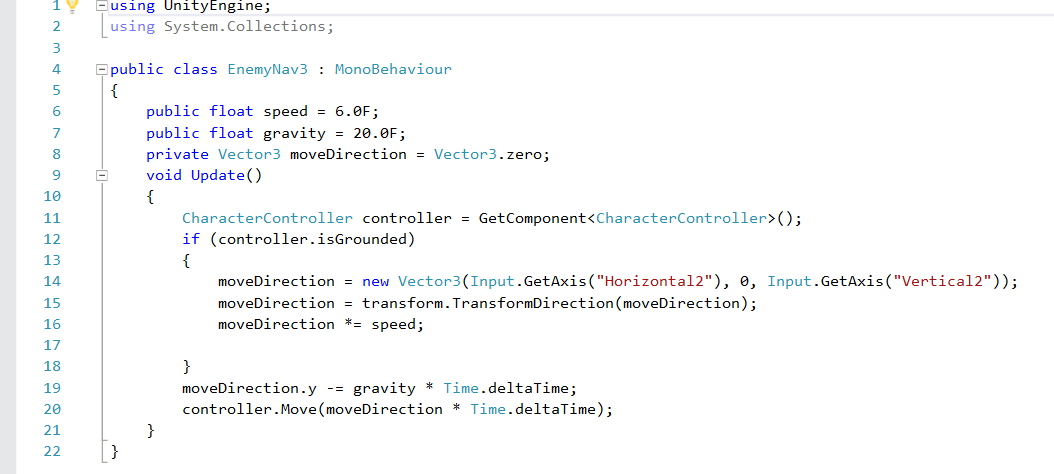 1 using UnityEngine;
2 using System.Collections;
3
4 public class EnemyNav3 : MonoBehaviour
5 {
6     public float speed = 6.0F;
7     public float gravity = 20.0F;
8     private Vector3 moveDirection = Vector3.zero;
9     void Update()
10     {
11         CharacterController controller = GetComponent<CharacterController>();
12         if (controller.isGrounded)
13         {
14             moveDirection = new Vector3(Input.GetAxis("Horizontal2"), 0, Input.GetAxis("Vertical2"));
15             moveDirection = transform.TransformDirection(moveDirection);
16             moveDirection *= speed;
17
18         }
19         moveDirection.y -= gravity * Time.deltaTime;
20         controller.Move(moveDirection * Time.deltaTime);
21     }
22 }